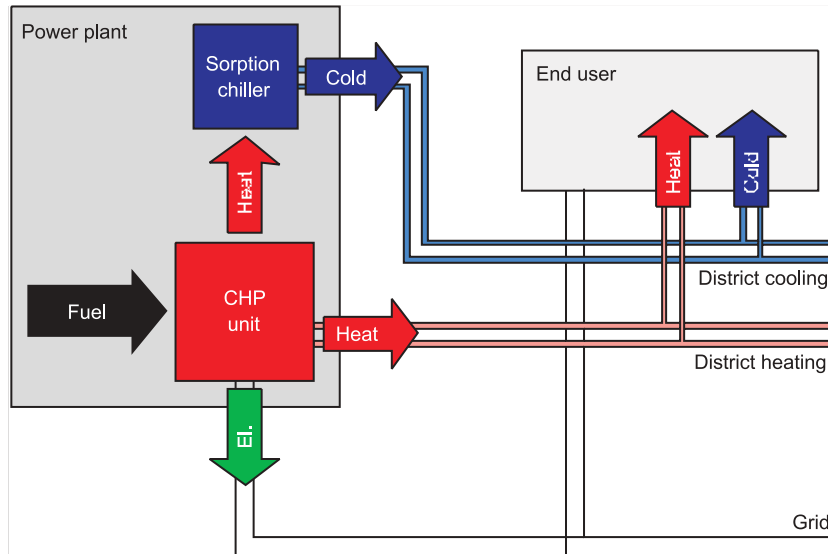 Power plant
Sorption
chiller
Cold
End user
Heat
Heat
Cold
District cooling
Fuel
CHP
unit
Heat
District heating
El.
Grid